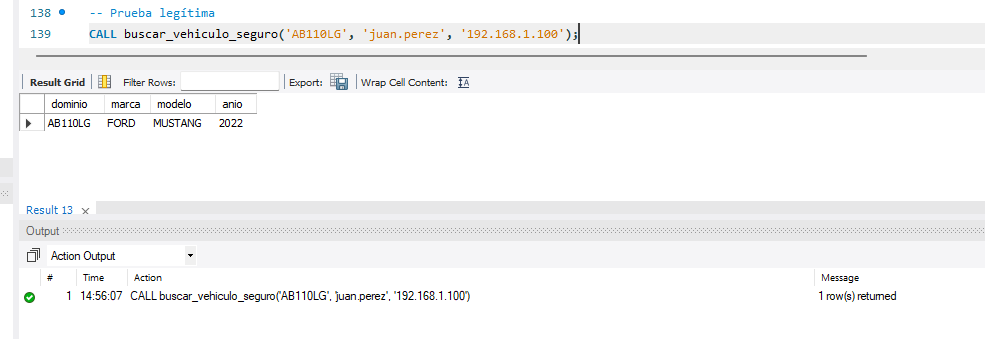 138 -- Prueba legítima
139 CALL buscar_vehiculo_seguro('AB110LG', 'juan.perez', '192.168.1.100');
Result Grid Filter Rows: Export: Wrap Cell Content:
dominio marca modelo anio
AB110LG FORD MUSTANG 2022
Result 13
Output
Action Output
# Time Action Message
1 14:56:07 CALL buscar_vehiculo_seguro('AB110LG', 'juan.perez', '192.168.1.100') 1 row(s) returned